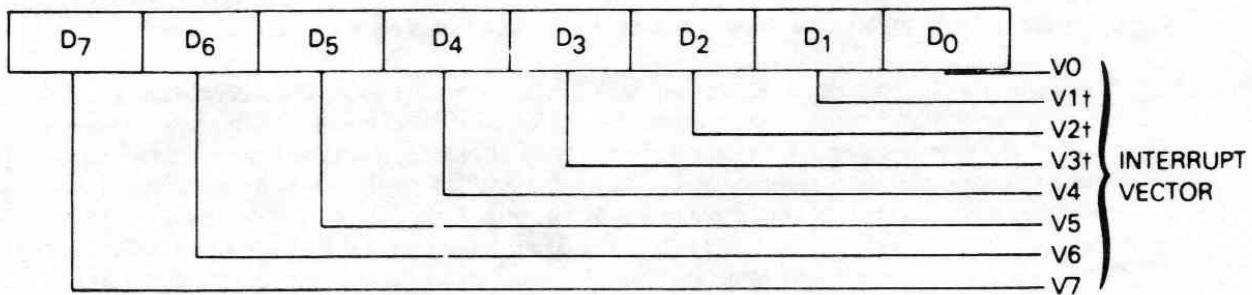 D7 D6 D5 D4 D3 D2 D1 D0
V0
V1†
V2†
V3† INTERRUPT
V4 VECTOR
V5
V6
V7